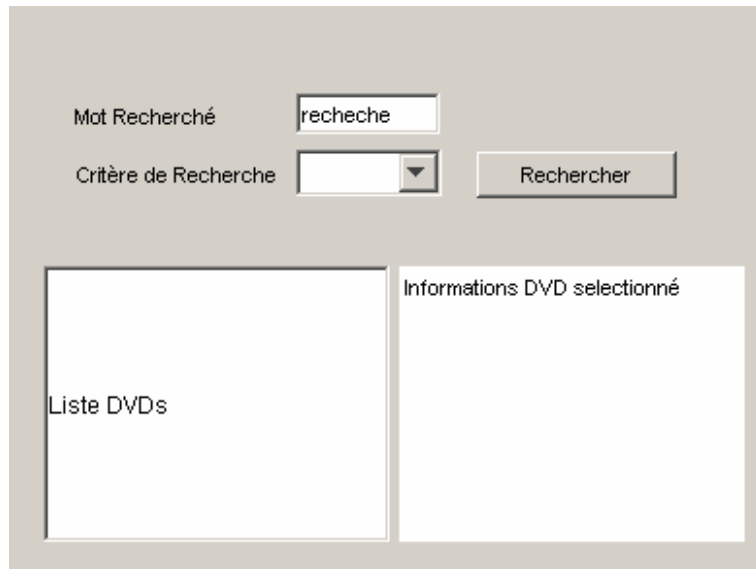 Mot Recherché
recheche
Critère de Recherche
Rechercher
Informations DVD selectionné
Liste DVDs